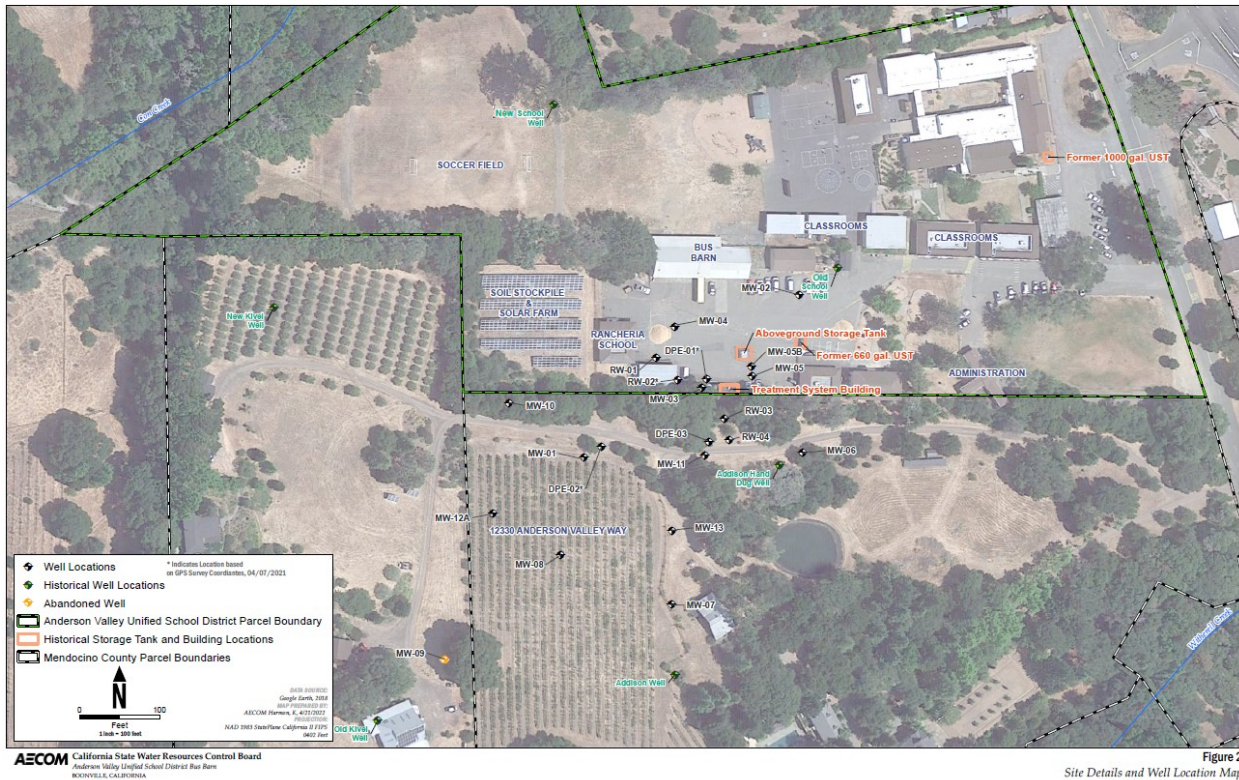 Con Creek
New School
Well
SOCCER FIELD
Former 1000 gal. UST
CLASSROOMS
CLASSROOMS
BUS
BARN
Old
School
Well
MW-02
SOIL STOCKPILE
&
SOLAR FARM
New Kivel
Well
MW-04
RANCHERIA
SCHOOL
Aboveground Storage Tank
DPE-01*
MW-05B
Former 660 gal. UST
RW-01
MW-05
ADMINISTRATION
RW-02*
Treatment System Building
MW-03
MW-10
RW-03
DPE-03
RW-04
MW-01
MW-11
MW-06
Addison Hand
Dug Well
DPE-02*
MW-12A
12330 ANDERSON VALLEY WAY
MW-13
MW-08
MW-07
MW-09
Addison Well
Old Kivel
Well
Well Locations
* Indicates Location based
on GPS Survey Coordiantes, 04/07/2021
Historical Well Locations
Abandoned Well
Anderson Valley Unified School District Parcel Boundary
Historical Storage Tank and Building Locations
Mendocino County Parcel Boundaries
N
0 100
Feet
1 inch = 100 feet
DATA SOURCE:
Google Earth, 2018
MAP PREPARED BY:
AECOM Harmon, K, 4/21/2022
PROJECTION:
NAD 1983 StatePlane California II FIPS
0402 Feet
AECOM California State Water Resources Control Board
Anderson Valley Unified School District Bus Barn
BOONVILLE, CALIFORNIA
Figure 2
Site Details and Well Location Map